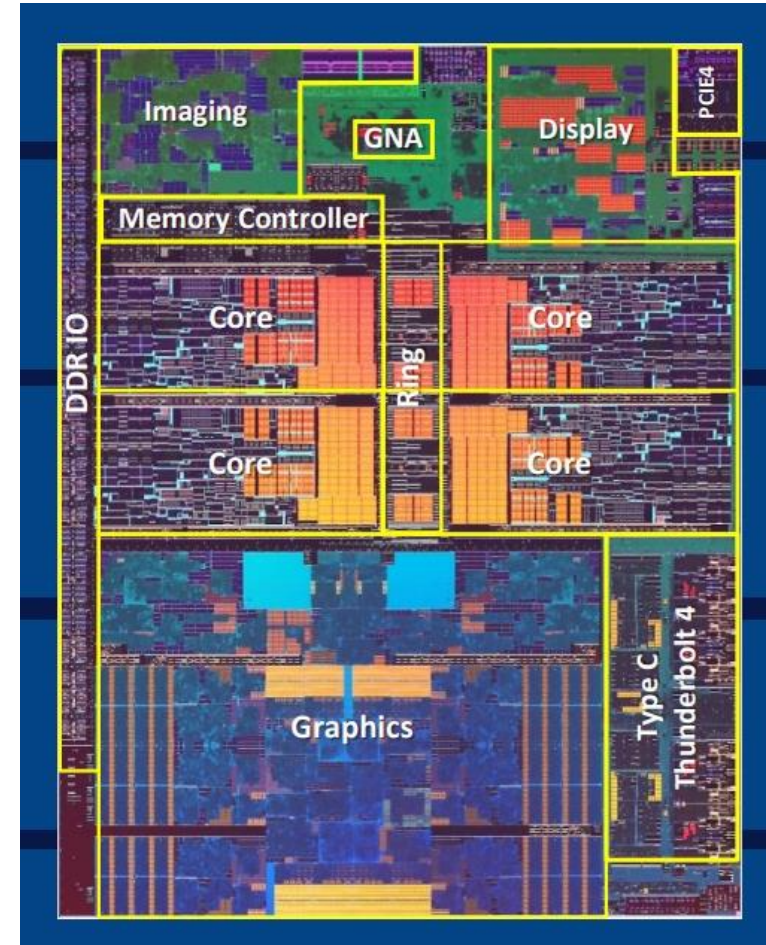 Imaging
GNA
Display
PCIE4
Memory Controller
DDR IO
Core
Ring
Core
Core
Core
Graphics
Type C
Thunderbolt 4